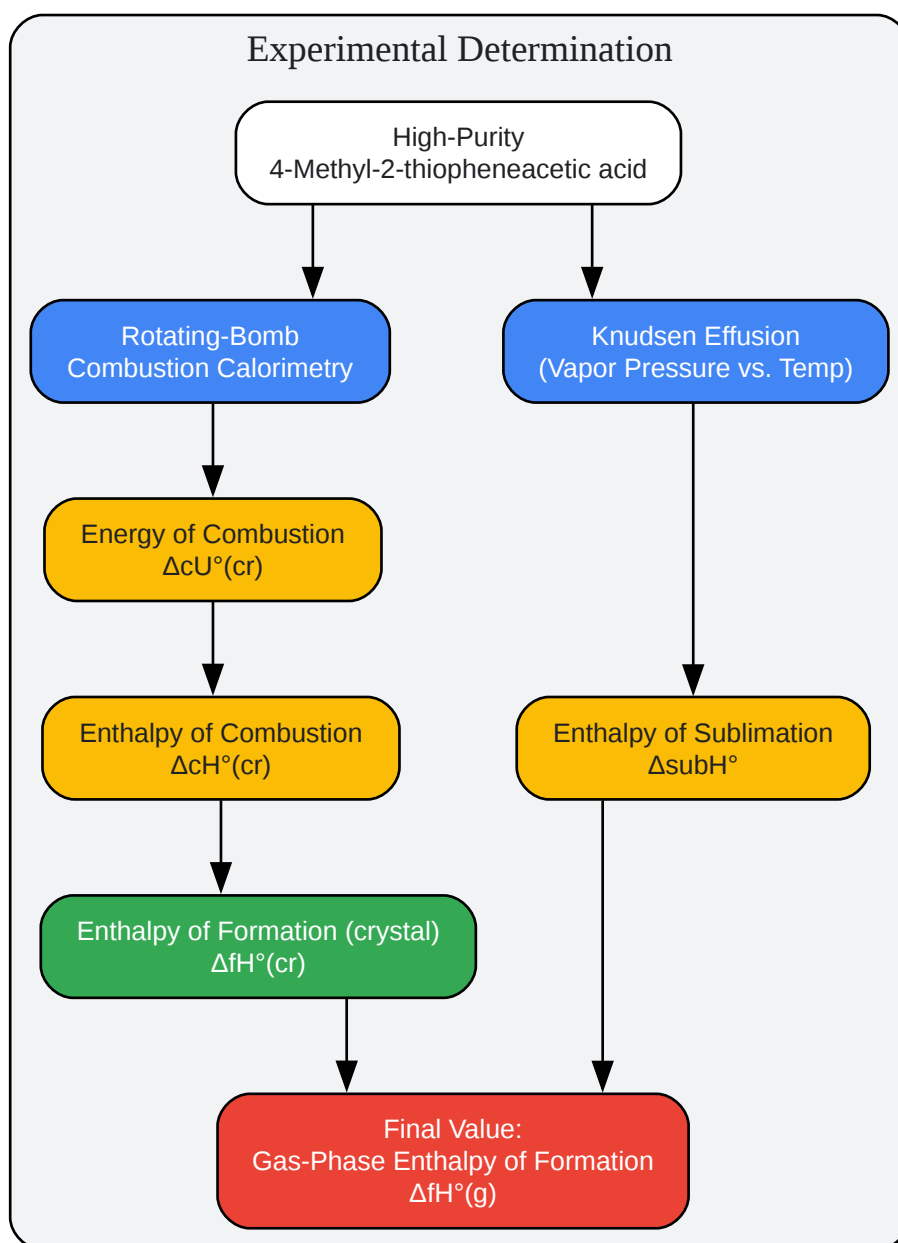 Experimental Determination
High-Purity
4-Methyl-2-thiopheneacetic acid
Rotating-Bomb
Combustion Calorimetry
Knudsen Effusion
(Vapor Pressure vs. Temp)
Energy of Combustion
ΔcU°(cr)
Enthalpy of Combustion
ΔcH°(cr)
Enthalpy of Sublimation
ΔsubH°
Enthalpy of Formation (crystal)
ΔfH°(cr)
Final Value:
Gas-Phase Enthalpy of Formation
ΔfH°(g)